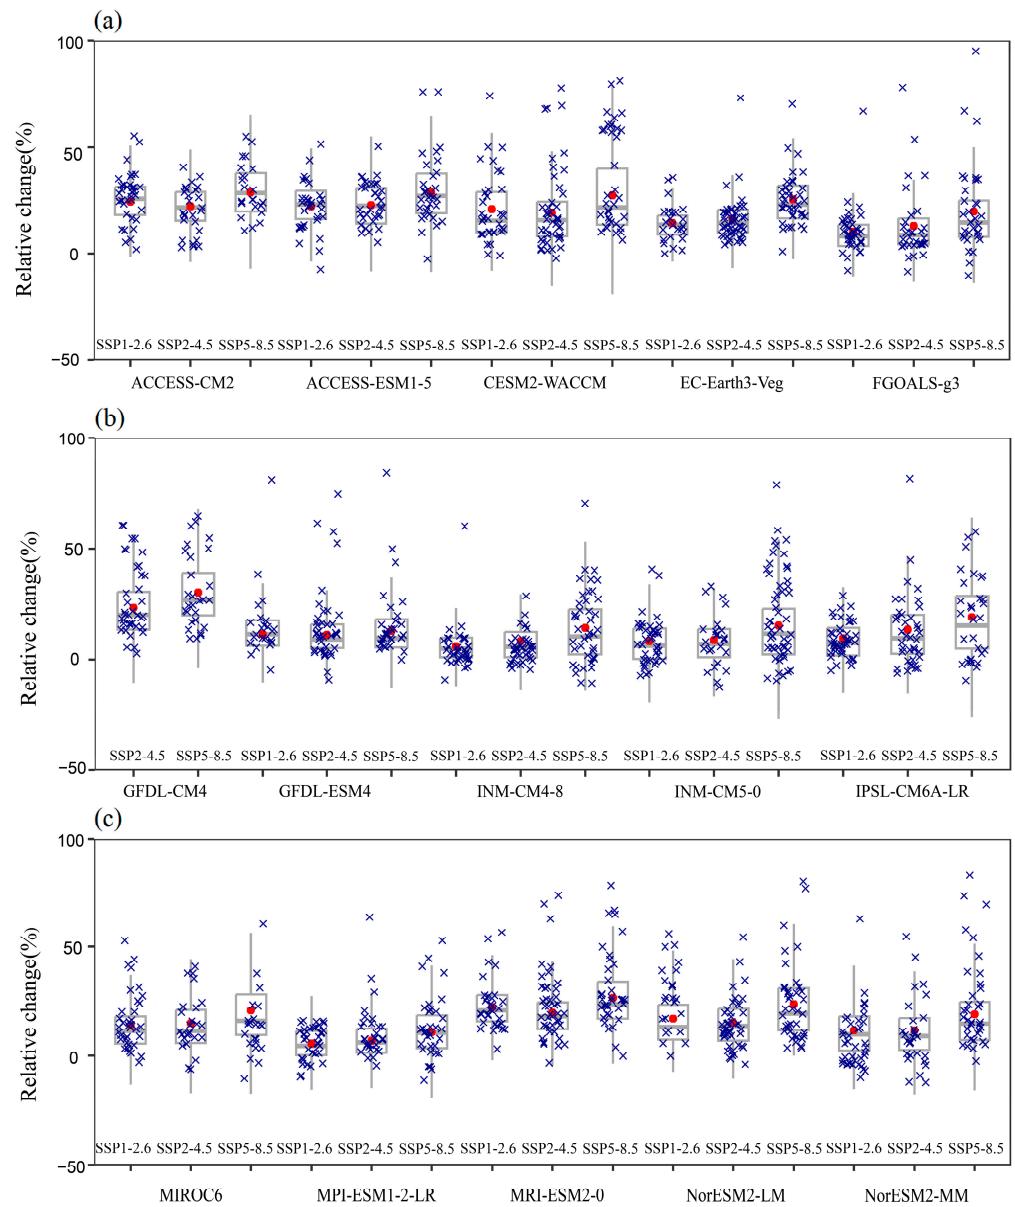 (a)
100
50
0
−50
Relative change(%)
SSP1-2.6 SSP2-4.5 SSP5-8.5 SSP1-2.6 SSP2-4.5 SSP5-8.5 SSP1-2.6 SSP2-4.5 SSP5-8.5 SSP1-2.6 SSP2-4.5 SSP5-8.5 SSP1-2.6 SSP2-4.5 SSP5-8.5
ACCESS-CM2 ACCESS-ESM1-5 CESM2-WACCM EC-Earth3-Veg FGOALS-g3
(b)
100
50
0
−50
Relative change(%)
SSP2-4.5 SSP5-8.5 SSP1-2.6 SSP2-4.5 SSP5-8.5 SSP1-2.6 SSP2-4.5 SSP5-8.5 SSP1-2.6 SSP2-4.5 SSP5-8.5 SSP1-2.6 SSP2-4.5 SSP5-8.5
GFDL-CM4 GFDL-ESM4 INM-CM4-8 INM-CM5-0 IPSL-CM6A-LR
(c)
100
50
0
−50
Relative change(%)
SSP1-2.6 SSP2-4.5 SSP5-8.5 SSP1-2.6 SSP2-4.5 SSP5-8.5 SSP1-2.6 SSP2-4.5 SSP5-8.5 SSP1-2.6 SSP2-4.5 SSP5-8.5 SSP1-2.6 SSP2-4.5 SSP5-8.5
MIROC6 MPI-ESM1-2-LR MRI-ESM2-0 NorESM2-LM NorESM2-MM